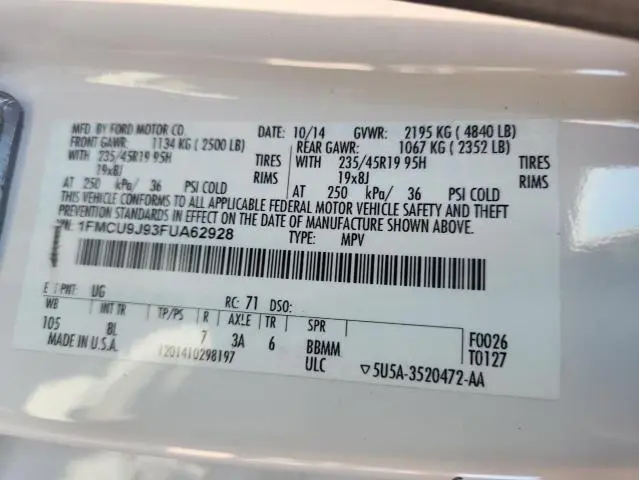 MFD. BY FORD MOTOR CO. DATE: 10/14 GVWR: 2195 KG ( 4840 LB)
FRONT GAWR: 1134 KG ( 2500 LB) REAR GAWR: 1067 KG ( 2352 LB)
WITH 235/45R19 95H TIRES WITH 235/45R19 95H TIRES
19x8J RIMS 19x8J RIMS
AT 250 kPa/ 36 PSI COLD AT 250 kPa/ 36 PSI COLD
THIS VEHICLE CONFORMS TO ALL APPLICABLE FEDERAL MOTOR VEHICLE SAFETY AND THEFT
PREVENTION STANDARDS IN EFFECT ON THE DATE OF MANUFACTURE SHOWN ABOVE.
1FMCU9J93FUA62928 TYPE: MPV
PNT: UG RC: 71 DSO:
WB INT TR TP/PS R AXLE TR SPR
105 8L 7 3A 6 BBMM F0026
MADE IN U.S.A. 1201410298197 ULC T0127
▽5U5A-3520472-AA